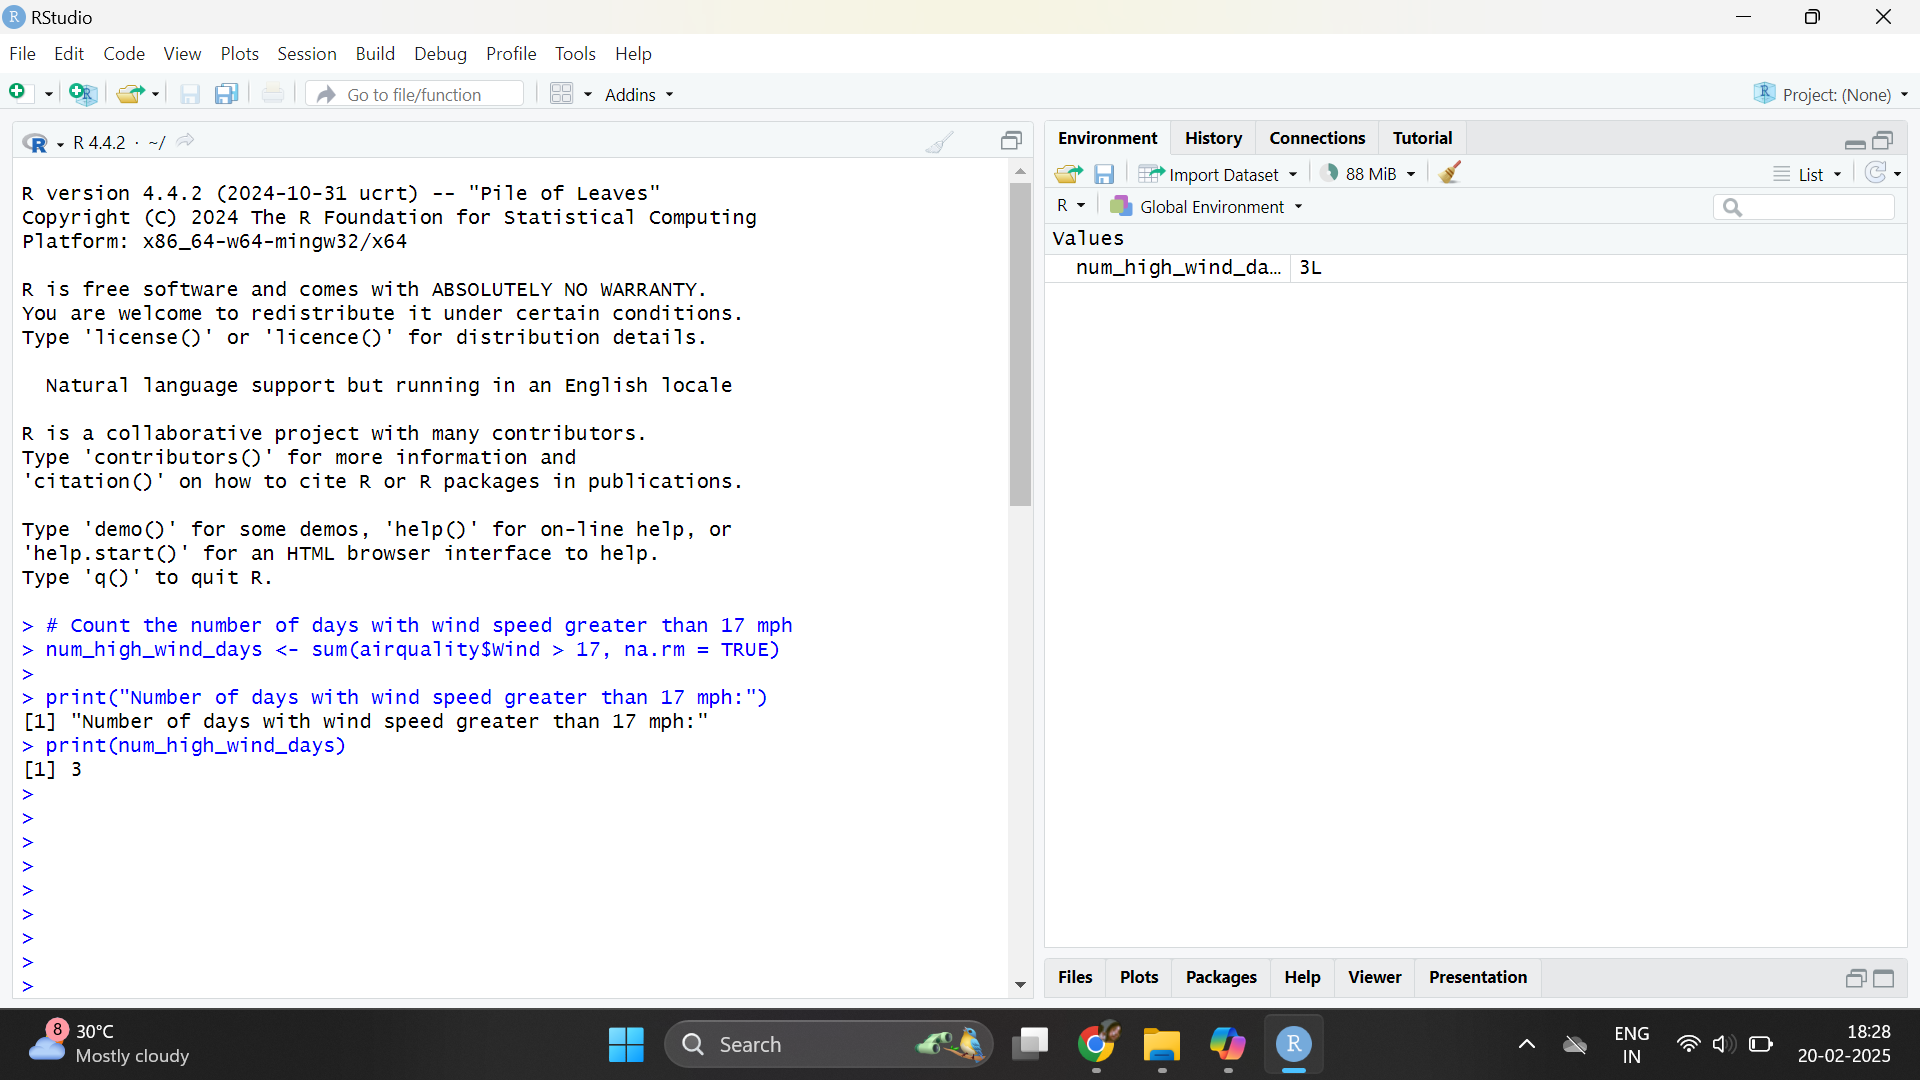 RStudio
File Edit Code View Plots Session Build Debug Profile Tools Help
Go to file/function Addins Project: (None)
R 4.4.2 · ~/
R version 4.4.2 (2024-10-31 ucrt) -- "Pile of Leaves"
Copyright (C) 2024 The R Foundation for Statistical Computing
Platform: x86_64-w64-mingw32/x64
R is free software and comes with ABSOLUTELY NO WARRANTY.
You are welcome to redistribute it under certain conditions.
Type 'license()' or 'licence()' for distribution details.
Natural language support but running in an English locale
R is a collaborative project with many contributors.
Type 'contributors()' for more information and
'citation()' on how to cite R or R packages in publications.
Type 'demo()' for some demos, 'help()' for on-line help, or
'help.start()' for an HTML browser interface to help.
Type 'q()' to quit R.
> # Count the number of days with wind speed greater than 17 mph
> num_high_wind_days <- sum(airquality$Wind > 17, na.rm = TRUE)
>
> print("Number of days with wind speed greater than 17 mph:")
[1] "Number of days with wind speed greater than 17 mph:"
> print(num_high_wind_days)
[1] 3
>
>
>
>
>
>
>
>
>
Environment History Connections Tutorial
Import Dataset 88 MiB List
R Global Environment
Values
num_high_wind_da… 3L
Files Plots Packages Help Viewer Presentation
8 30°C
Mostly cloudy
Search
R
ENG
IN
18:28
20-02-2025